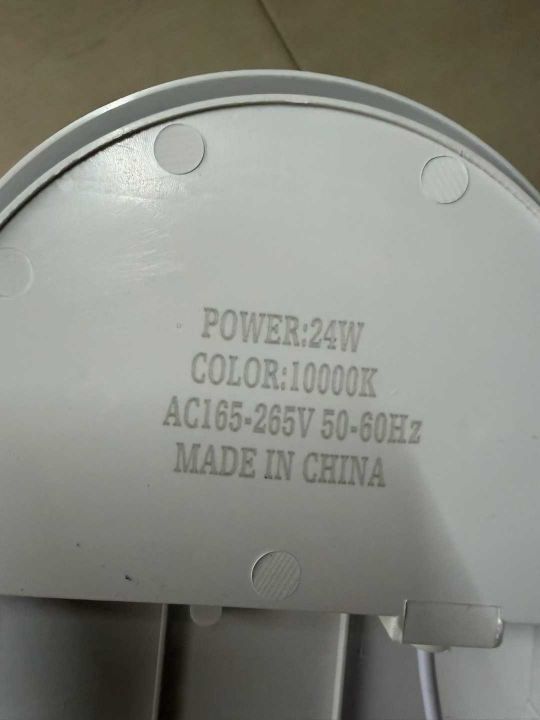 POWER:24W
COLOR:10000K
AC165-265V 50-60Hz
MADE IN CHINA